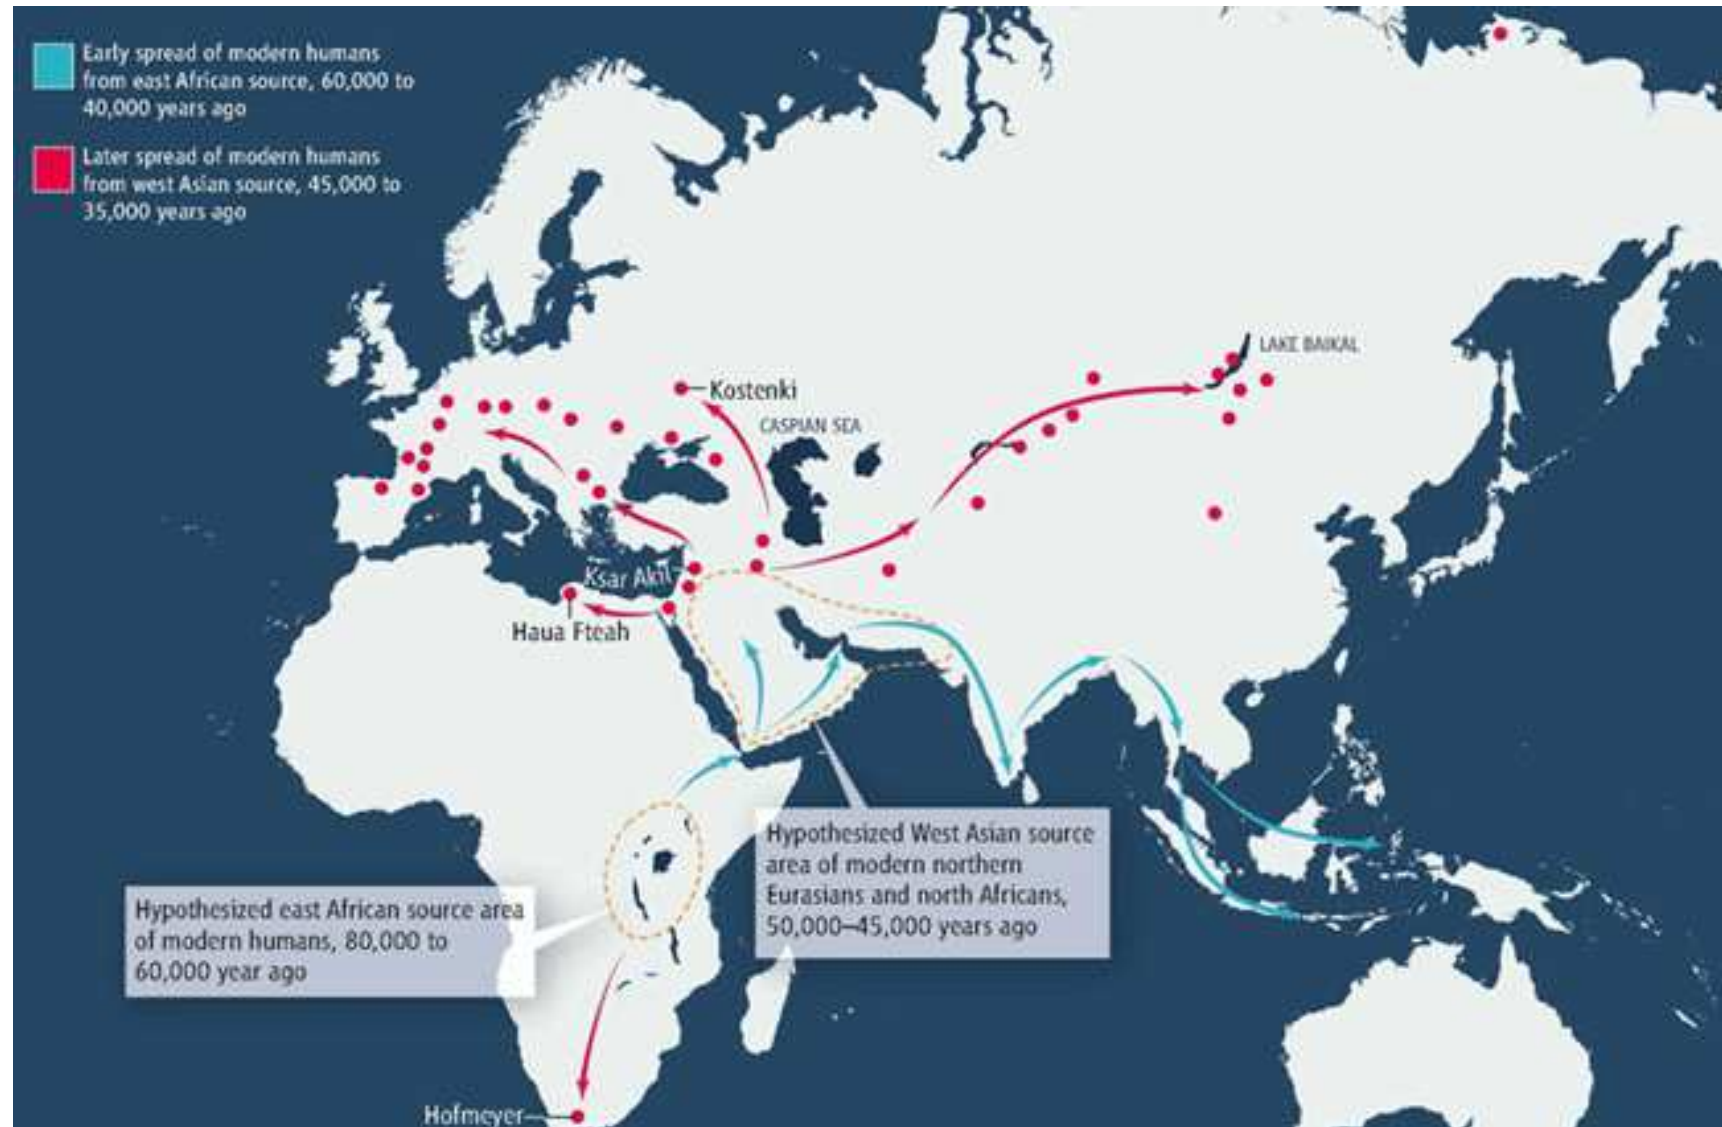 Early spread of modern humans
from east African source, 60,000 to
40,000 years ago
Later spread of modern humans
from west Asian source, 45,000 to
35,000 years ago
LAKE BAIKAL
Kostenki
CASPIAN SEA
Ksar Akil
Haua Fteah
Hypothesized West Asian source
area of modern northern
Eurasians and north Africans,
50,000–45,000 years ago
Hypothesized east African source area
of modern humans, 80,000 to
60,000 year ago
Hofmeyer